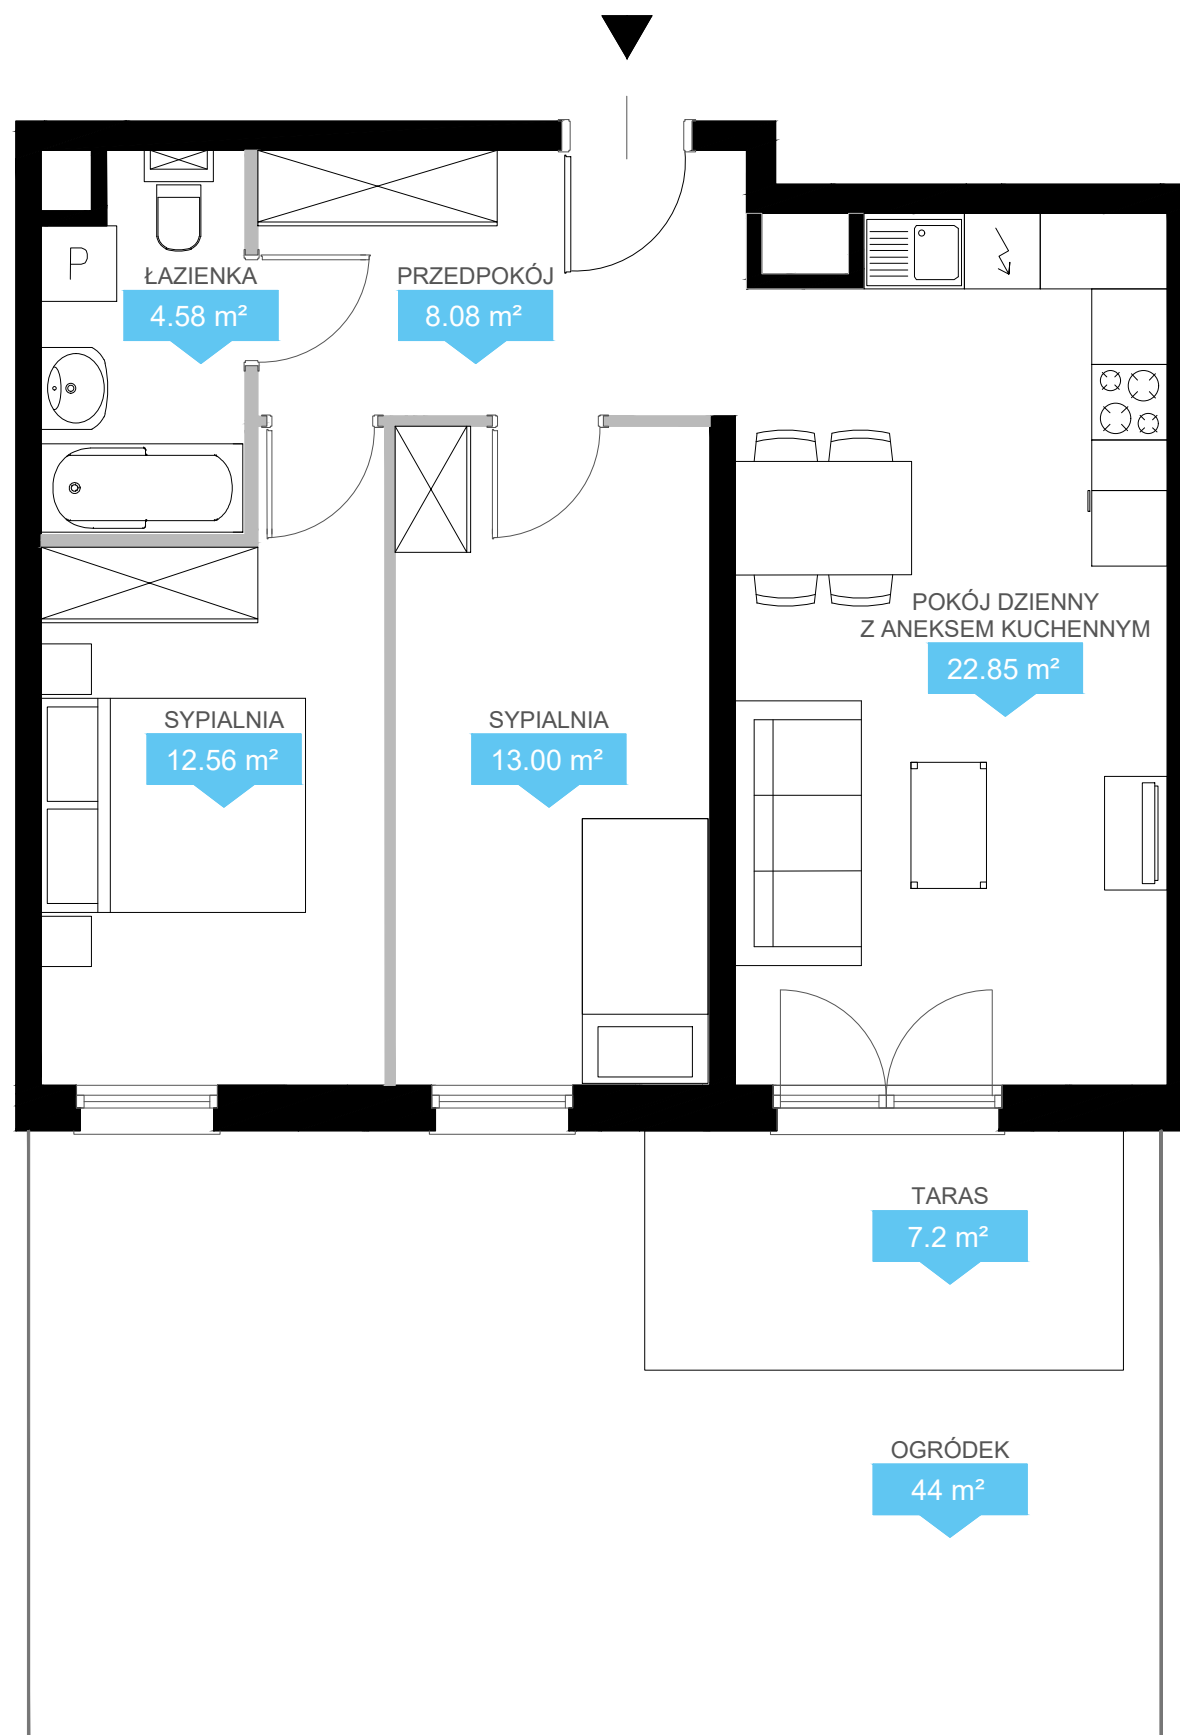 P
ŁAZIENKA
4.58 m²
PRZEDPOKÓJ
8.08 m²
POKÓJ DZIENNY
Z ANEKSEM KUCHENNYM
22.85 m²
SYPIALNIA
12.56 m²
SYPIALNIA
13.00 m²
TARAS
7.2 m²
OGRÓDEK
44 m²